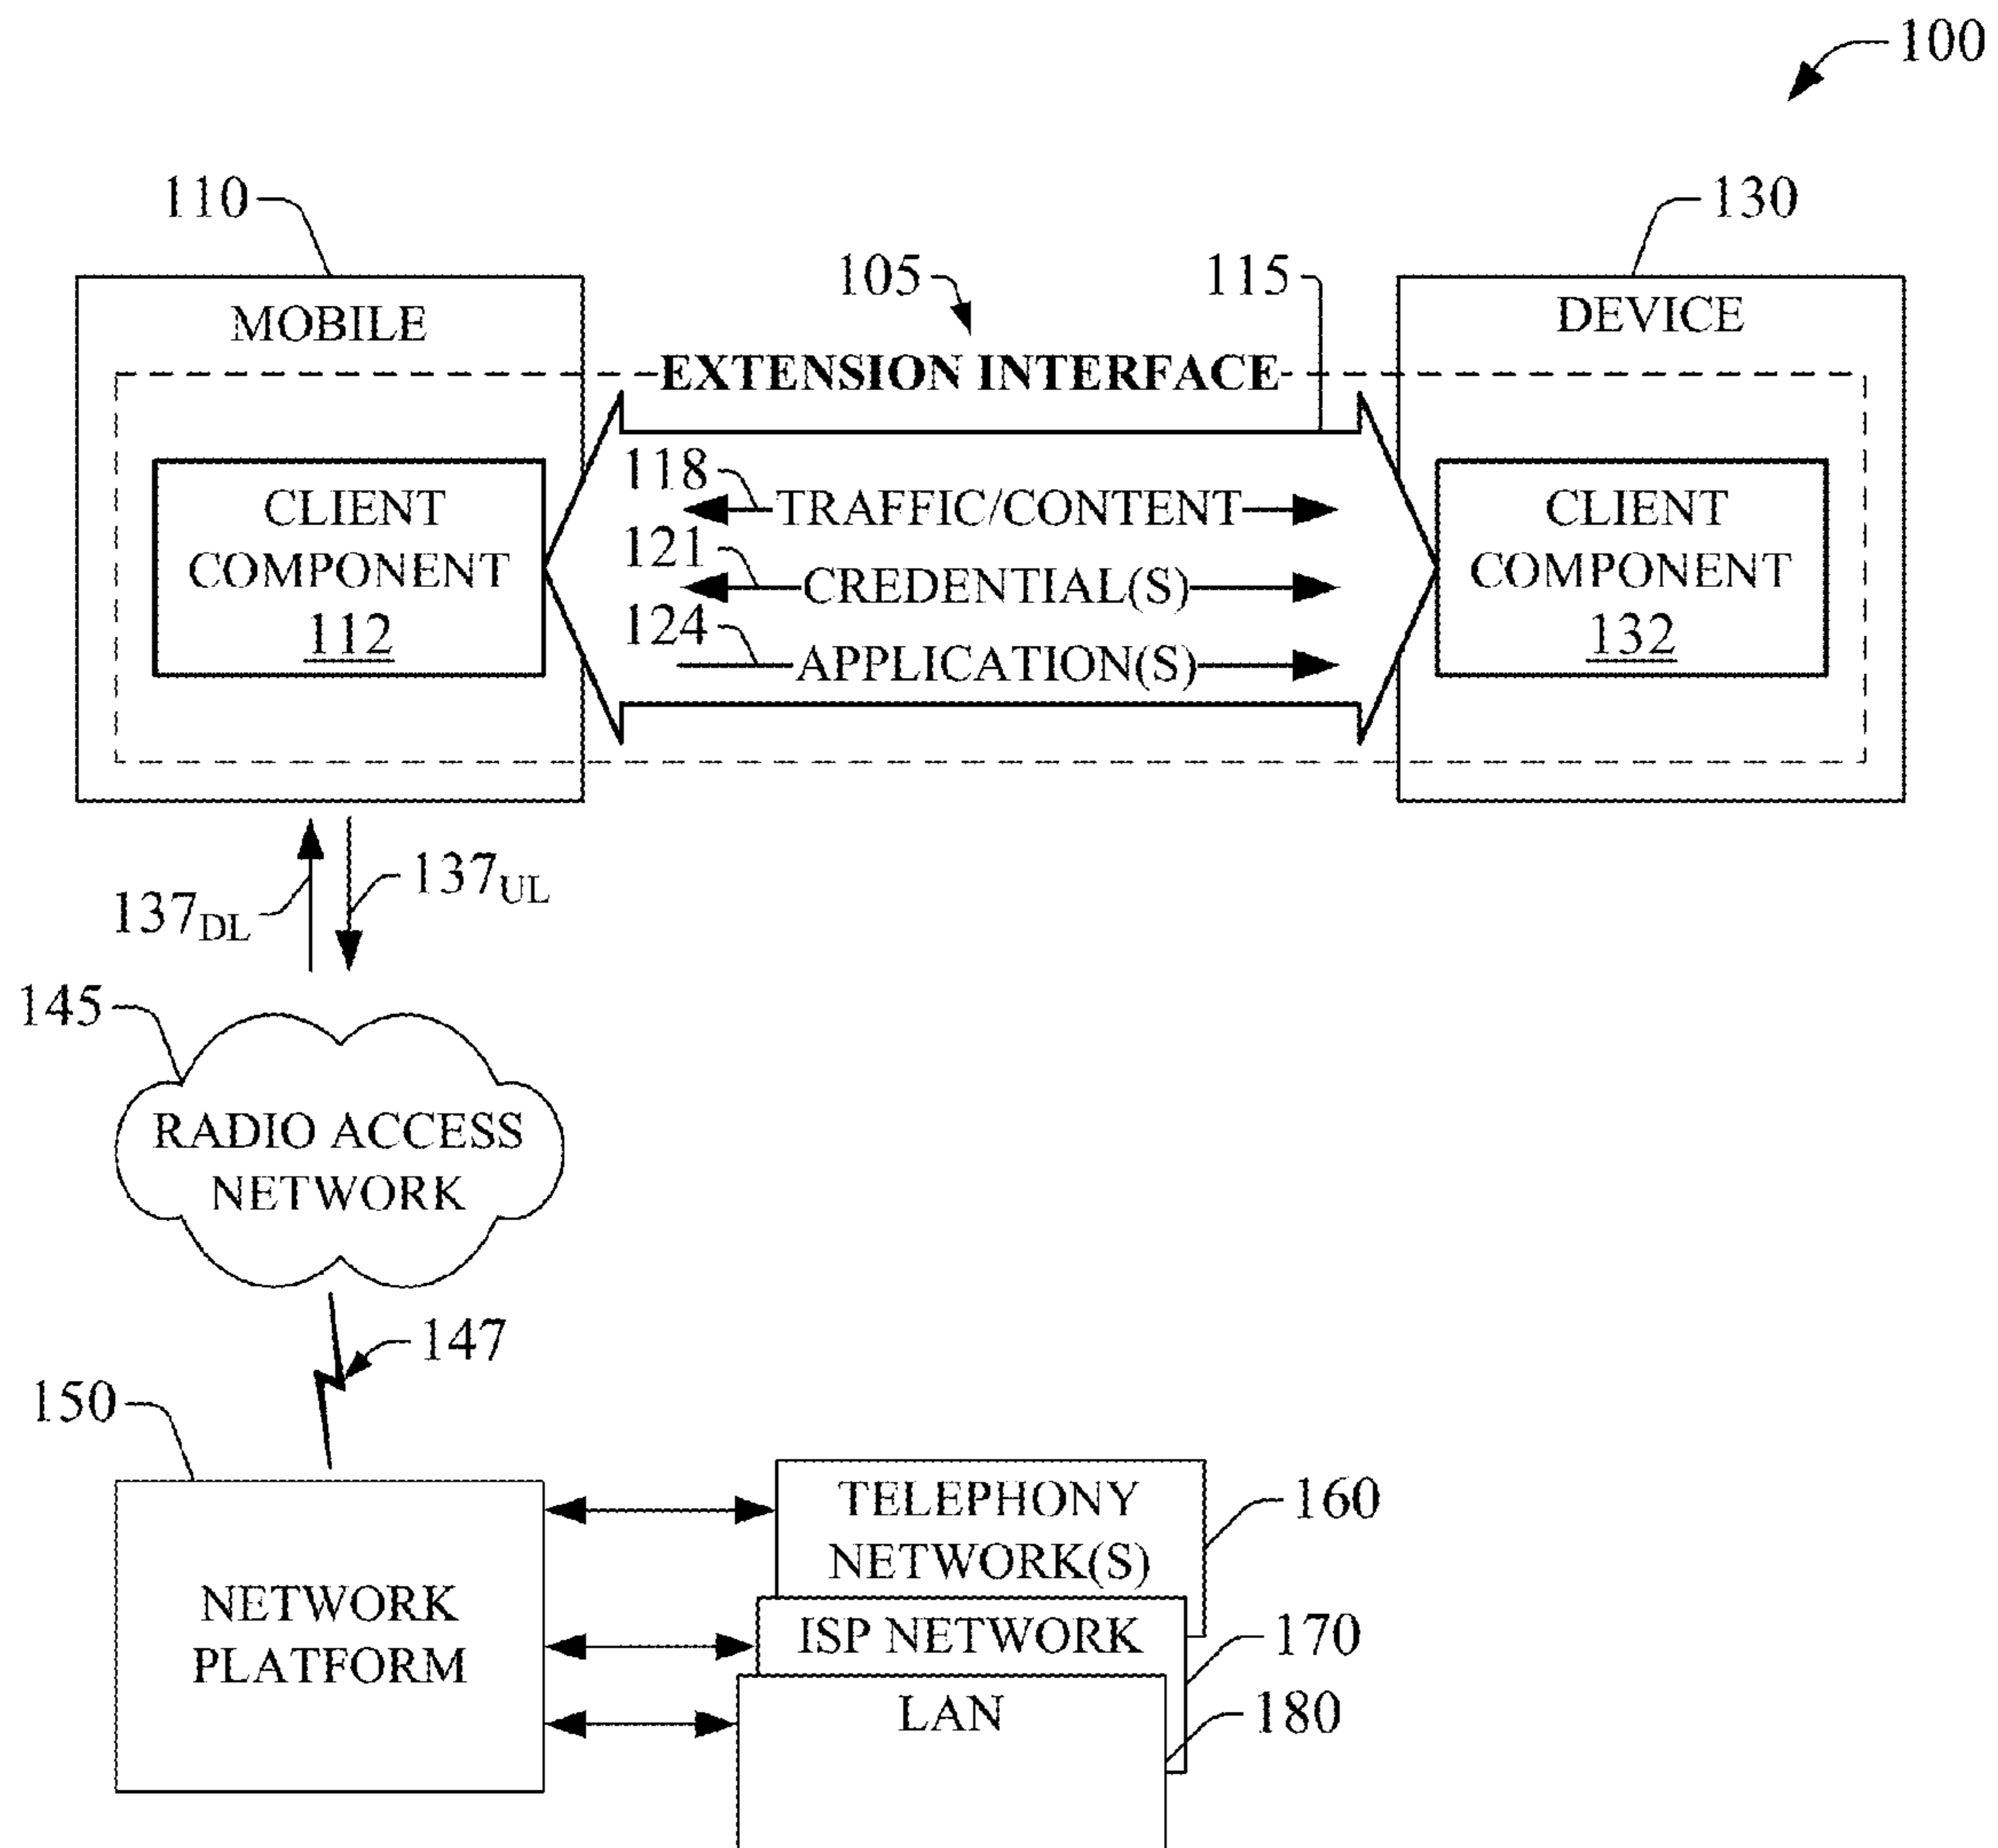 100
110
130
105
115
MOBILE
DEVICE
EXTENSION INTERFACE
118
TRAFFIC/CONTENT
121
CREDENTIAL(S)
124
APPLICATION(S)
CLIENT
COMPONENT
112
CLIENT
COMPONENT
132
137DL
137UL
145
RADIO ACCESS
NETWORK
147
150
NETWORK
PLATFORM
TELEPHONY
NETWORK(S)
160
ISP NETWORK
170
LAN
180